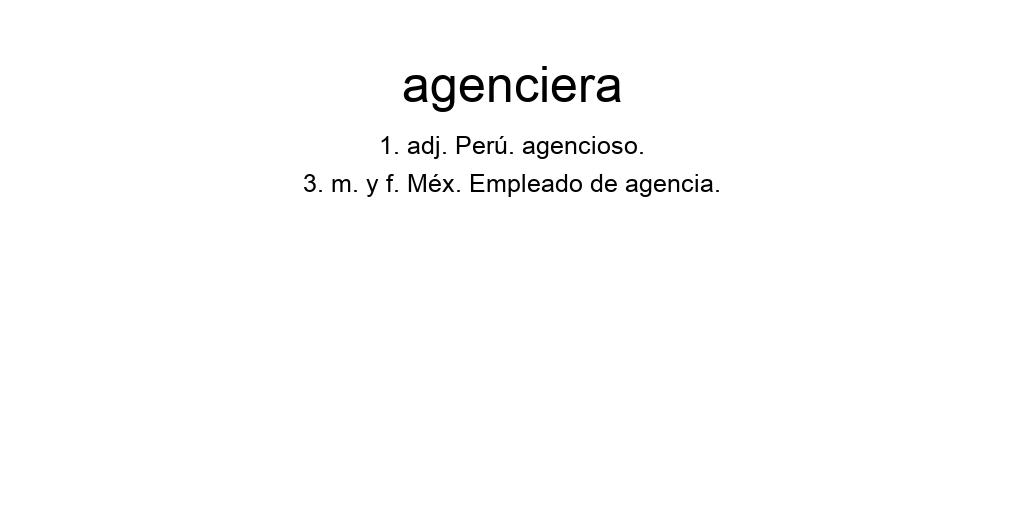 agenciera
1. adj. Perú. agencioso.
3. m. y f. Méx. Empleado de agencia.